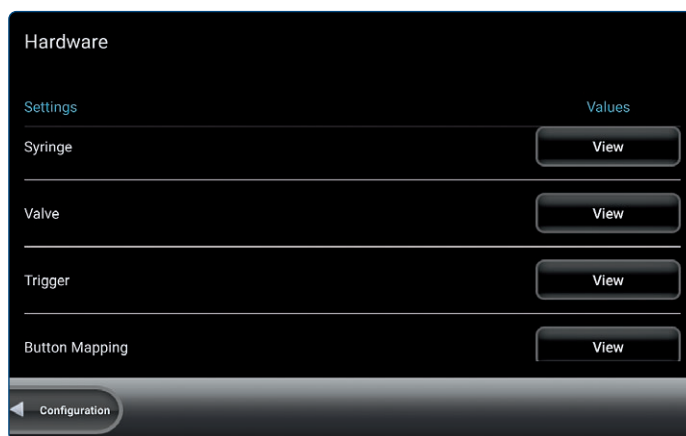 Hardware
Settings Values
Syringe View
Valve View
Trigger View
Button Mapping View
Configuration